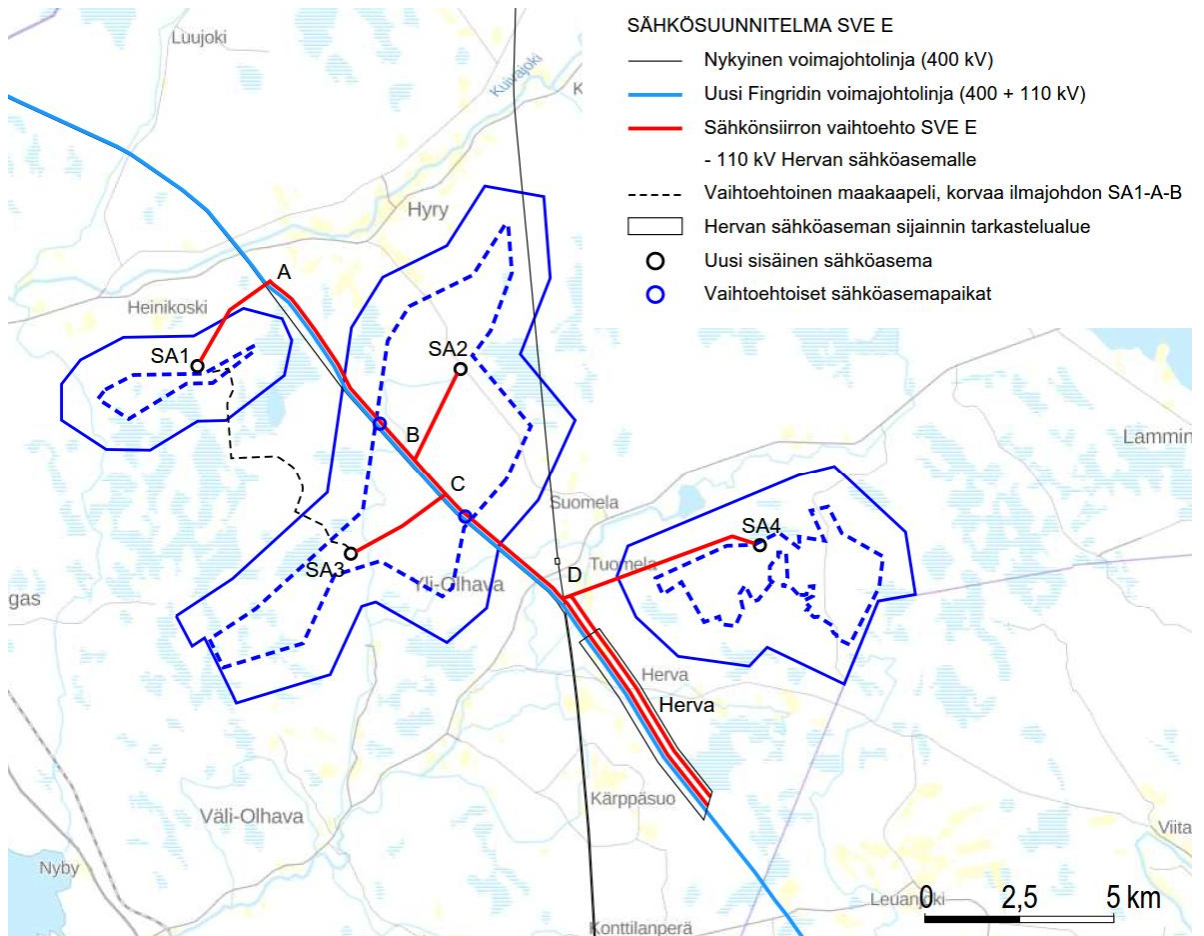 SÄHKÖSUUNNITELMA SVE E
Nykyinen voimajohtolinja (400 kV)
Uusi Fingridin voimajohtolinja (400 + 110 kV)
Sähkönsiirron vaihtoehto SVE E
- 110 kV Hervan sähköasemalle
Vaihtoehtoinen maakaapeli, korvaa ilmajohdon SA1-A-B
Hervan sähköaseman sijainnin tarkastelualue
Uusi sisäinen sähköasema
Vaihtoehtoiset sähköasemapaikat
Luujoki
Kuivajoki
K
Hyry
A
Heinikoski
SA1
SA2
B
C
Lammin
Suomela
SA4
SA3
Tuomela
D
Yli-Olhava
gas
Herva
Herva
Kärppäsuo
Väli-Olhava
Viita
Nyby
Leuanjoki
0 2,5 5 km
Konttilanperä